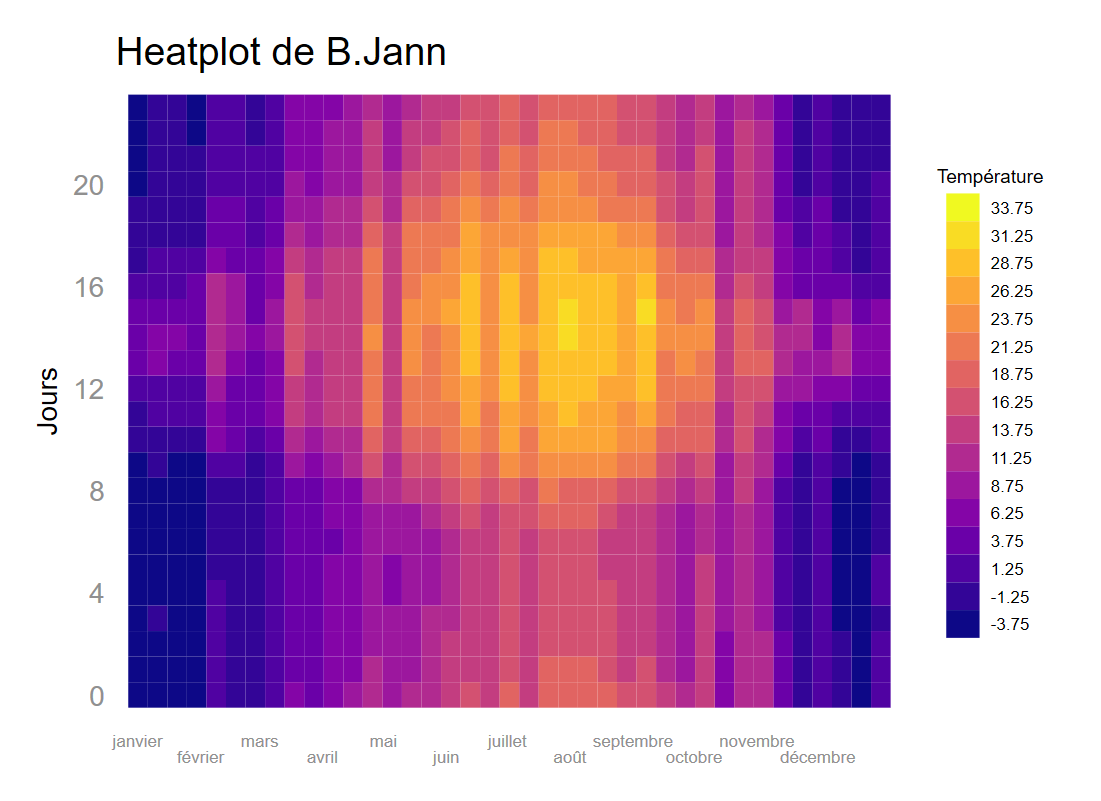 Heatplot de B.Jann
Jours
20
16
12
8
4
0
janvier
février
mars
avril
mai
juin
juillet
août
septembre
octobre
novembre
décembre
Température
33.75
31.25
28.75
26.25
23.75
21.25
18.75
16.25
13.75
11.25
8.75
6.25
3.75
1.25
-1.25
-3.75